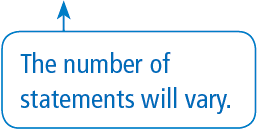 The number of
statements will vary.